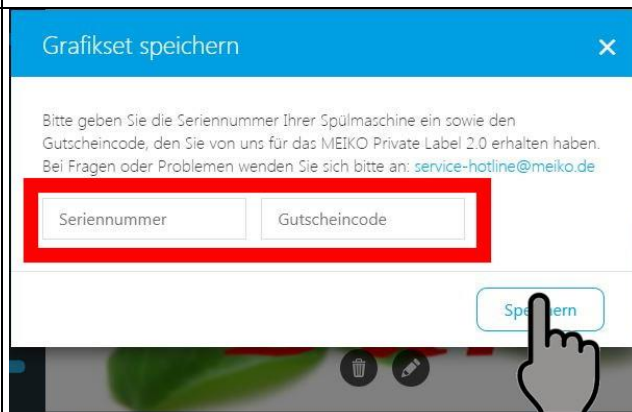 Grafikset speichern
Bitte geben Sie die Seriennummer Ihrer Spülmaschine ein sowie den
Gutscheincode, den Sie von uns für das MEIKO Private Label 2.0 erhalten haben.
Bei Fragen oder Problemen wenden Sie sich bitte an: service-hotline@meiko.de
Seriennummer Gutscheincode
Speichern